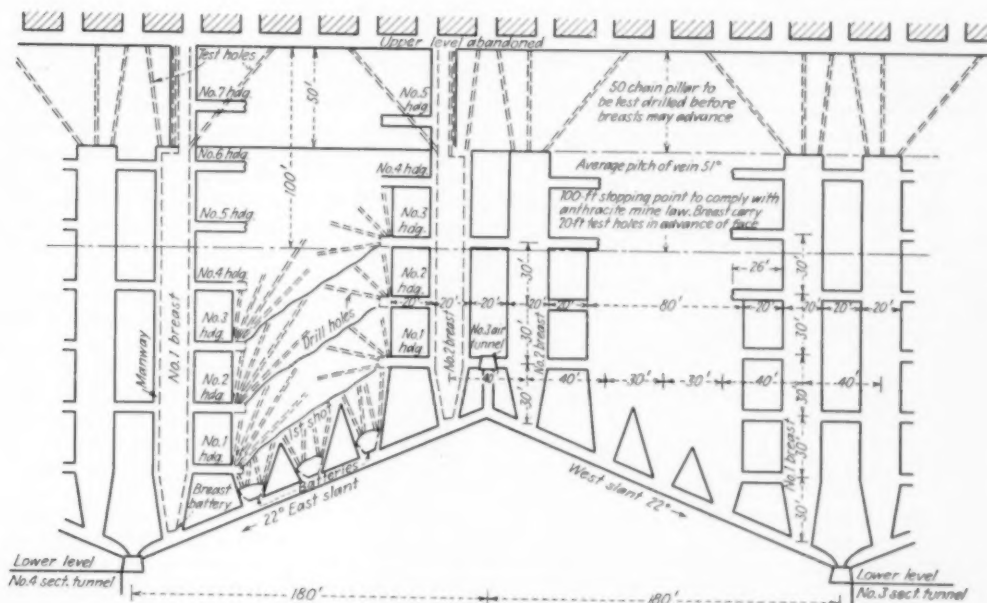 Upper level abandoned
Test holes
No.7 hdg.
50'
No.5
hdg.
50 chain pillar to
be test drilled before
breasts may advance
No.6 hdg.
100'
No.4 hdg.
Average pitch of vein 51°
No.5 hdg.
No.3
hdg.
100-ft stopping point to comply with
anthracite mine law. Breast carry
20-ft test holes in advance of face
No.4 hdg.
No.2
hdg.
30'
26'
30'
20'
20'
20'
20'
20'
80'
20'
20'
20'
20'
Manway
No.1 breast
No.3
hdg.
Drill holes
No.1
hdg.
No.2 breast
No.3 air
tunnel
No.2 breast
30'
30'
No.2
hdg.
40'
40'
30'
30'
40'
40'
30'
30'
No.1
hdg.
1st shot
No.1 breast
30'
Breast
battery
Batteries
22° East slant
West slant 22°
30'
Lower level
No.4 sect. tunnel
Lower level
No.3 sect. tunnel
180'
180'